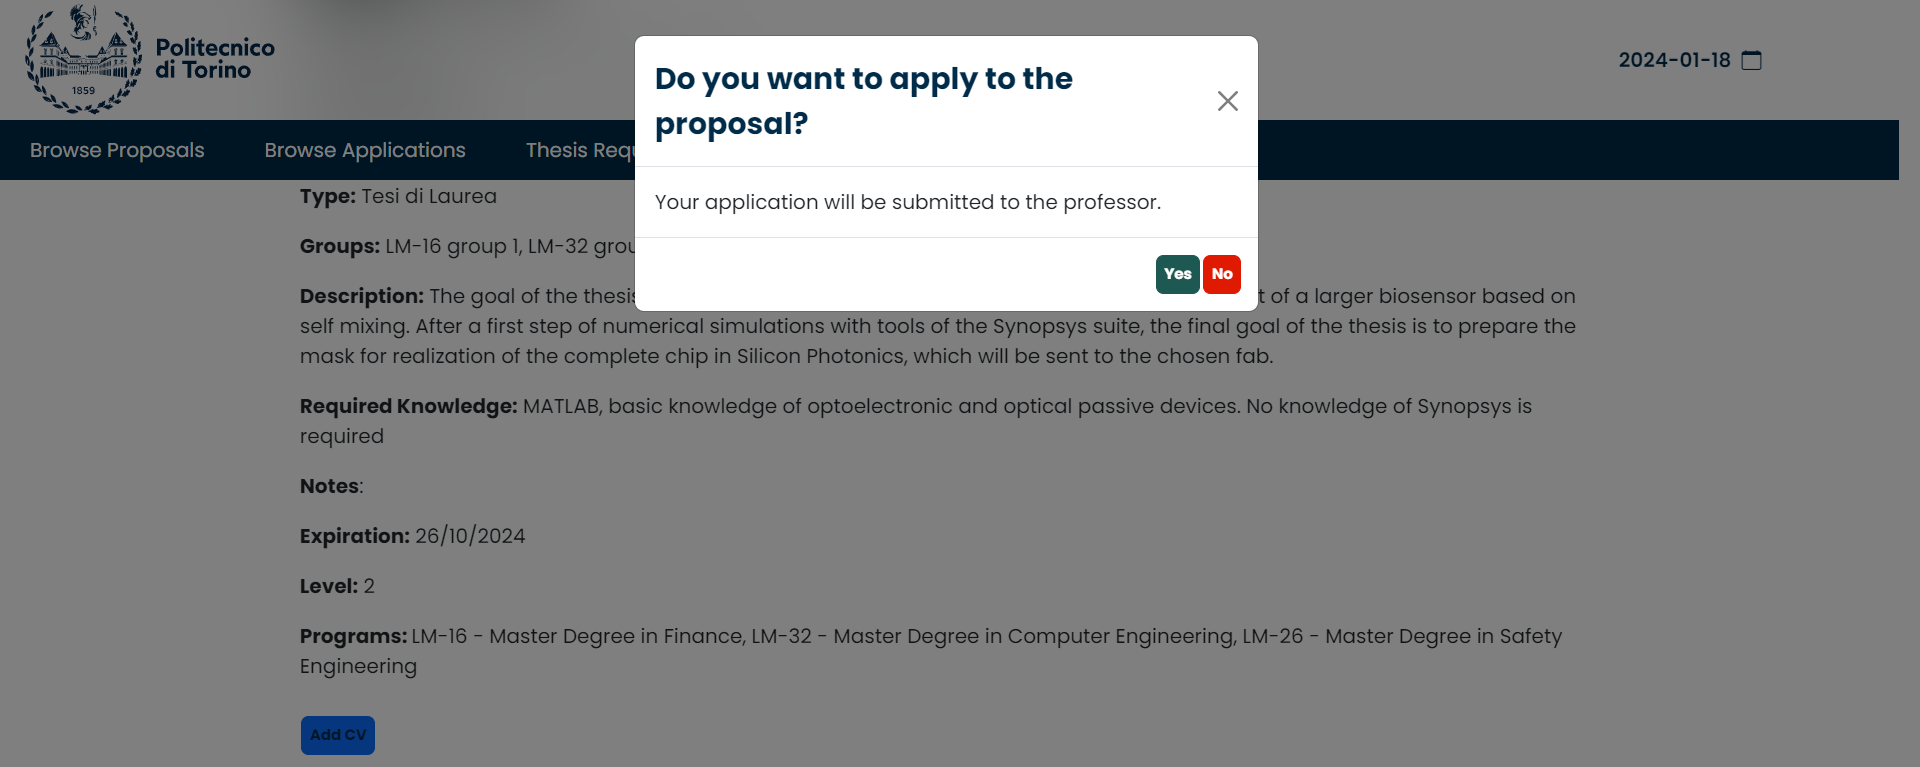 Politecnico
di Torino
1859
2024-01-18
Browse Proposals
Browse Applications
Thesis Requ
Do you want to apply to the
proposal?
Your application will be submitted to the professor.
Yes
No
Type: Tesi di Laurea
Groups: LM-16 group 1, LM-32 grou
Description: The goal of the thesis t of a larger biosensor based on
self mixing. After a first step of numerical simulations with tools of the Synopsys suite, the final goal of the thesis is to prepare the
mask for realization of the complete chip in Silicon Photonics, which will be sent to the chosen fab.
Required Knowledge: MATLAB, basic knowledge of optoelectronic and optical passive devices. No knowledge of Synopsys is
required
Notes:
Expiration: 26/10/2024
Level: 2
Programs: LM-16 - Master Degree in Finance, LM-32 - Master Degree in Computer Engineering, LM-26 - Master Degree in Safety
Engineering
Add CV